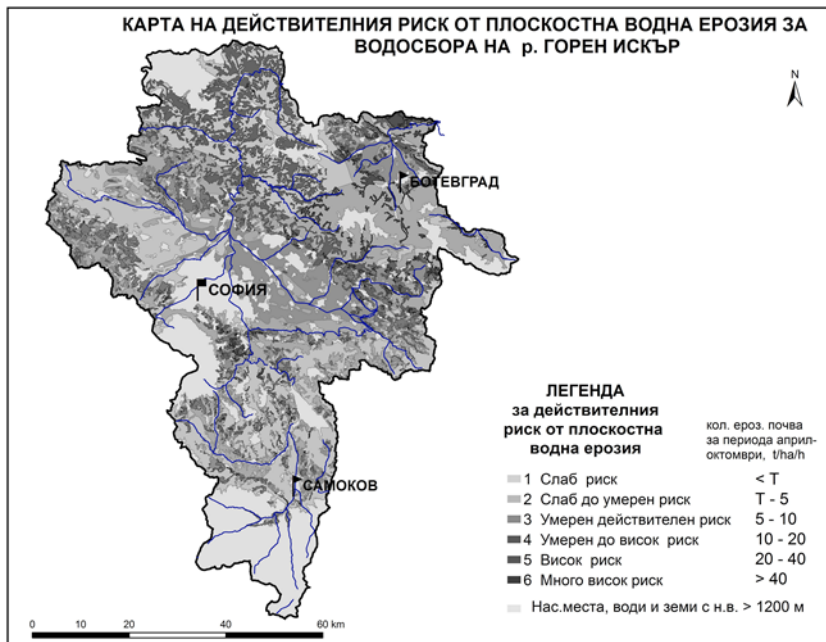 КАРТА НА ДЕЙСТВИТЕЛНИЯ РИСК ОТ ПЛОСКОСТНА ВОДНА ЕРОЗИЯ ЗА
ВОДОСБОРА НА р. ГОРЕН ИСКЪР
N
БОТЕВГРАД
СОФИЯ
САМОКОВ
ЛЕГЕНДА
за действителния
риск от плоскостна
водна ерозия
кол. ероз. почва
за периода април-
октомври, t/ha/h
1 Слаб риск < T
2 Слаб до умерен риск T - 5
3 Умерен действителен риск 5 - 10
4 Умерен до висок риск 10 - 20
5 Висок риск 20 - 40
6 Много висок риск > 40
Нас.места, води и земи с н.в. > 1200 м
0 20 40 60 km